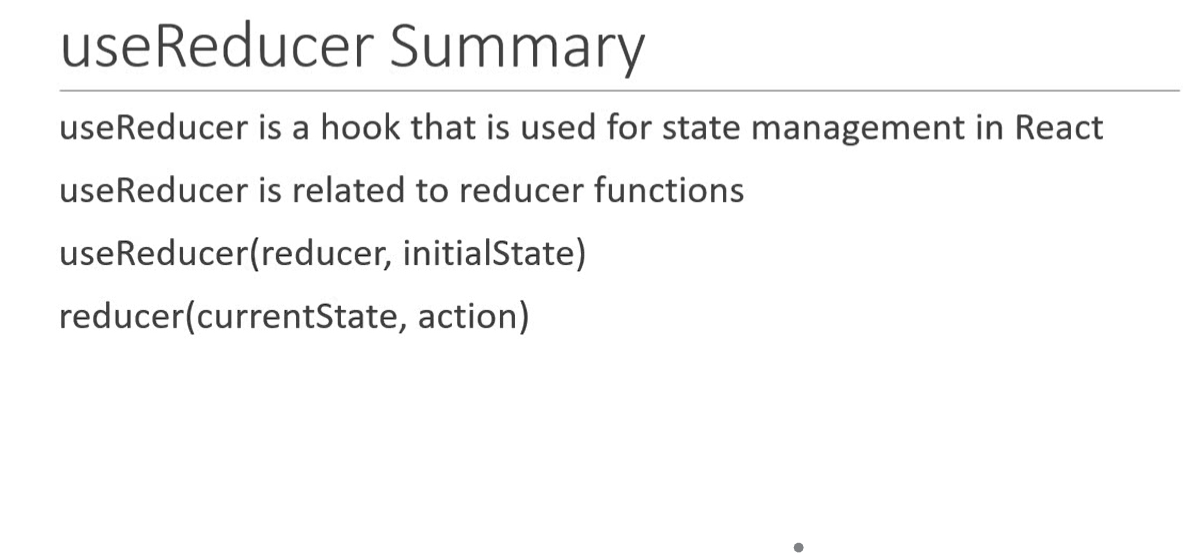 useReducer Summary
useReducer is a hook that is used for state management in React
useReducer is related to reducer functions
useReducer(reducer, initialState)
reducer(currentState, action)